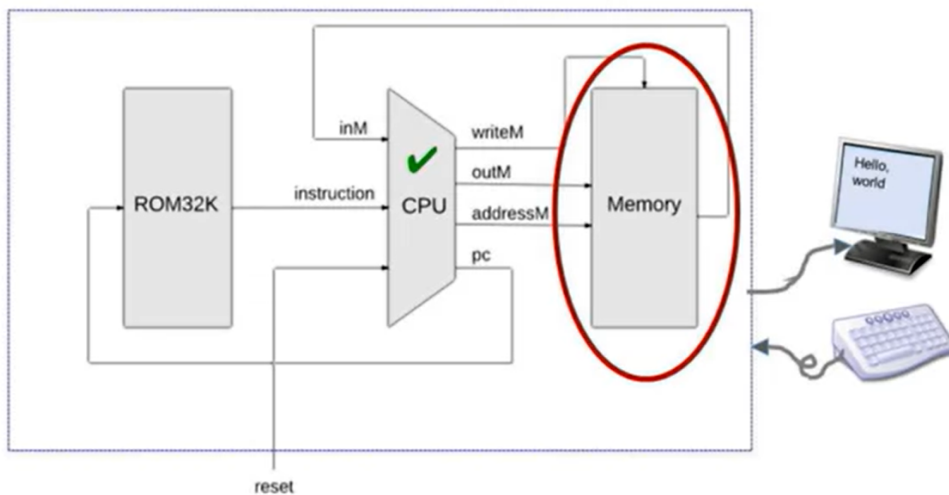 inM
writeM
outM
ROM32K
instruction
CPU
addressM
Memory
pc
reset
Hello,
world